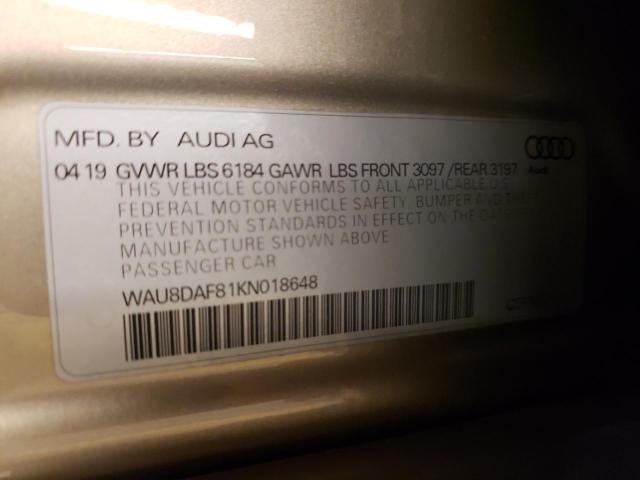 MFD. BY AUDI AG
04 19 GVWR LBS 6184 GAWR LBS FRONT 3097 / REAR 3197
Audi
THIS VEHICLE CONFORMS TO ALL APPLICABLE U.S.
FEDERAL MOTOR VEHICLE SAFETY, BUMPER AND THEFT
PREVENTION STANDARDS IN EFFECT ON THE DATE OF
MANUFACTURE SHOWN ABOVE
PASSENGER CAR
WAU8DAF81KN018648